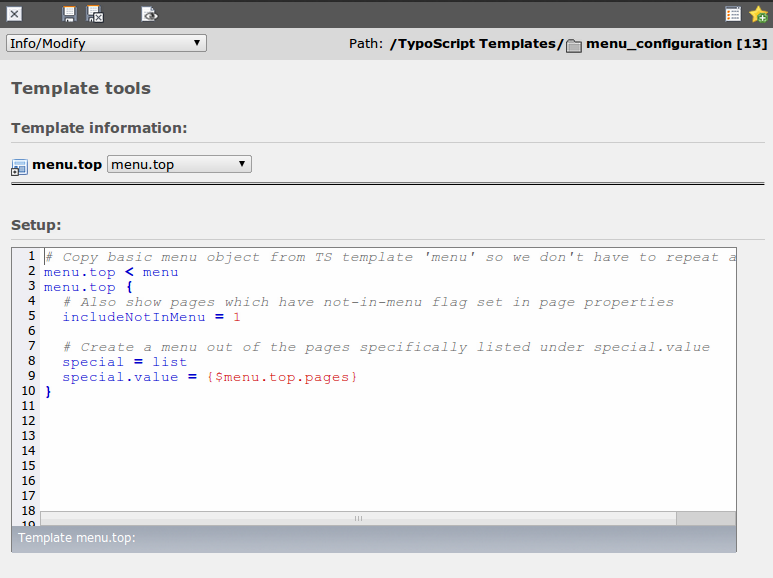 Info/Modify
Path: /TypoScript Templates/ menu_configuration [13]
Template tools
Template information:
menu.top menu.top
Setup:
1 # Copy basic menu object from TS template 'menu' so we don't have to repeat a
2 menu.top < menu
3 menu.top {
4   # Also show pages which have not-in-menu flag set in page properties
5   includeNotInMenu = 1
6
7   # Create a menu out of the pages specifically listed under special.value
8   special = list
9   special.value = {$menu.top.pages}
10 }
11
12
13
14
15
16
17
18
19
Template menu.top: